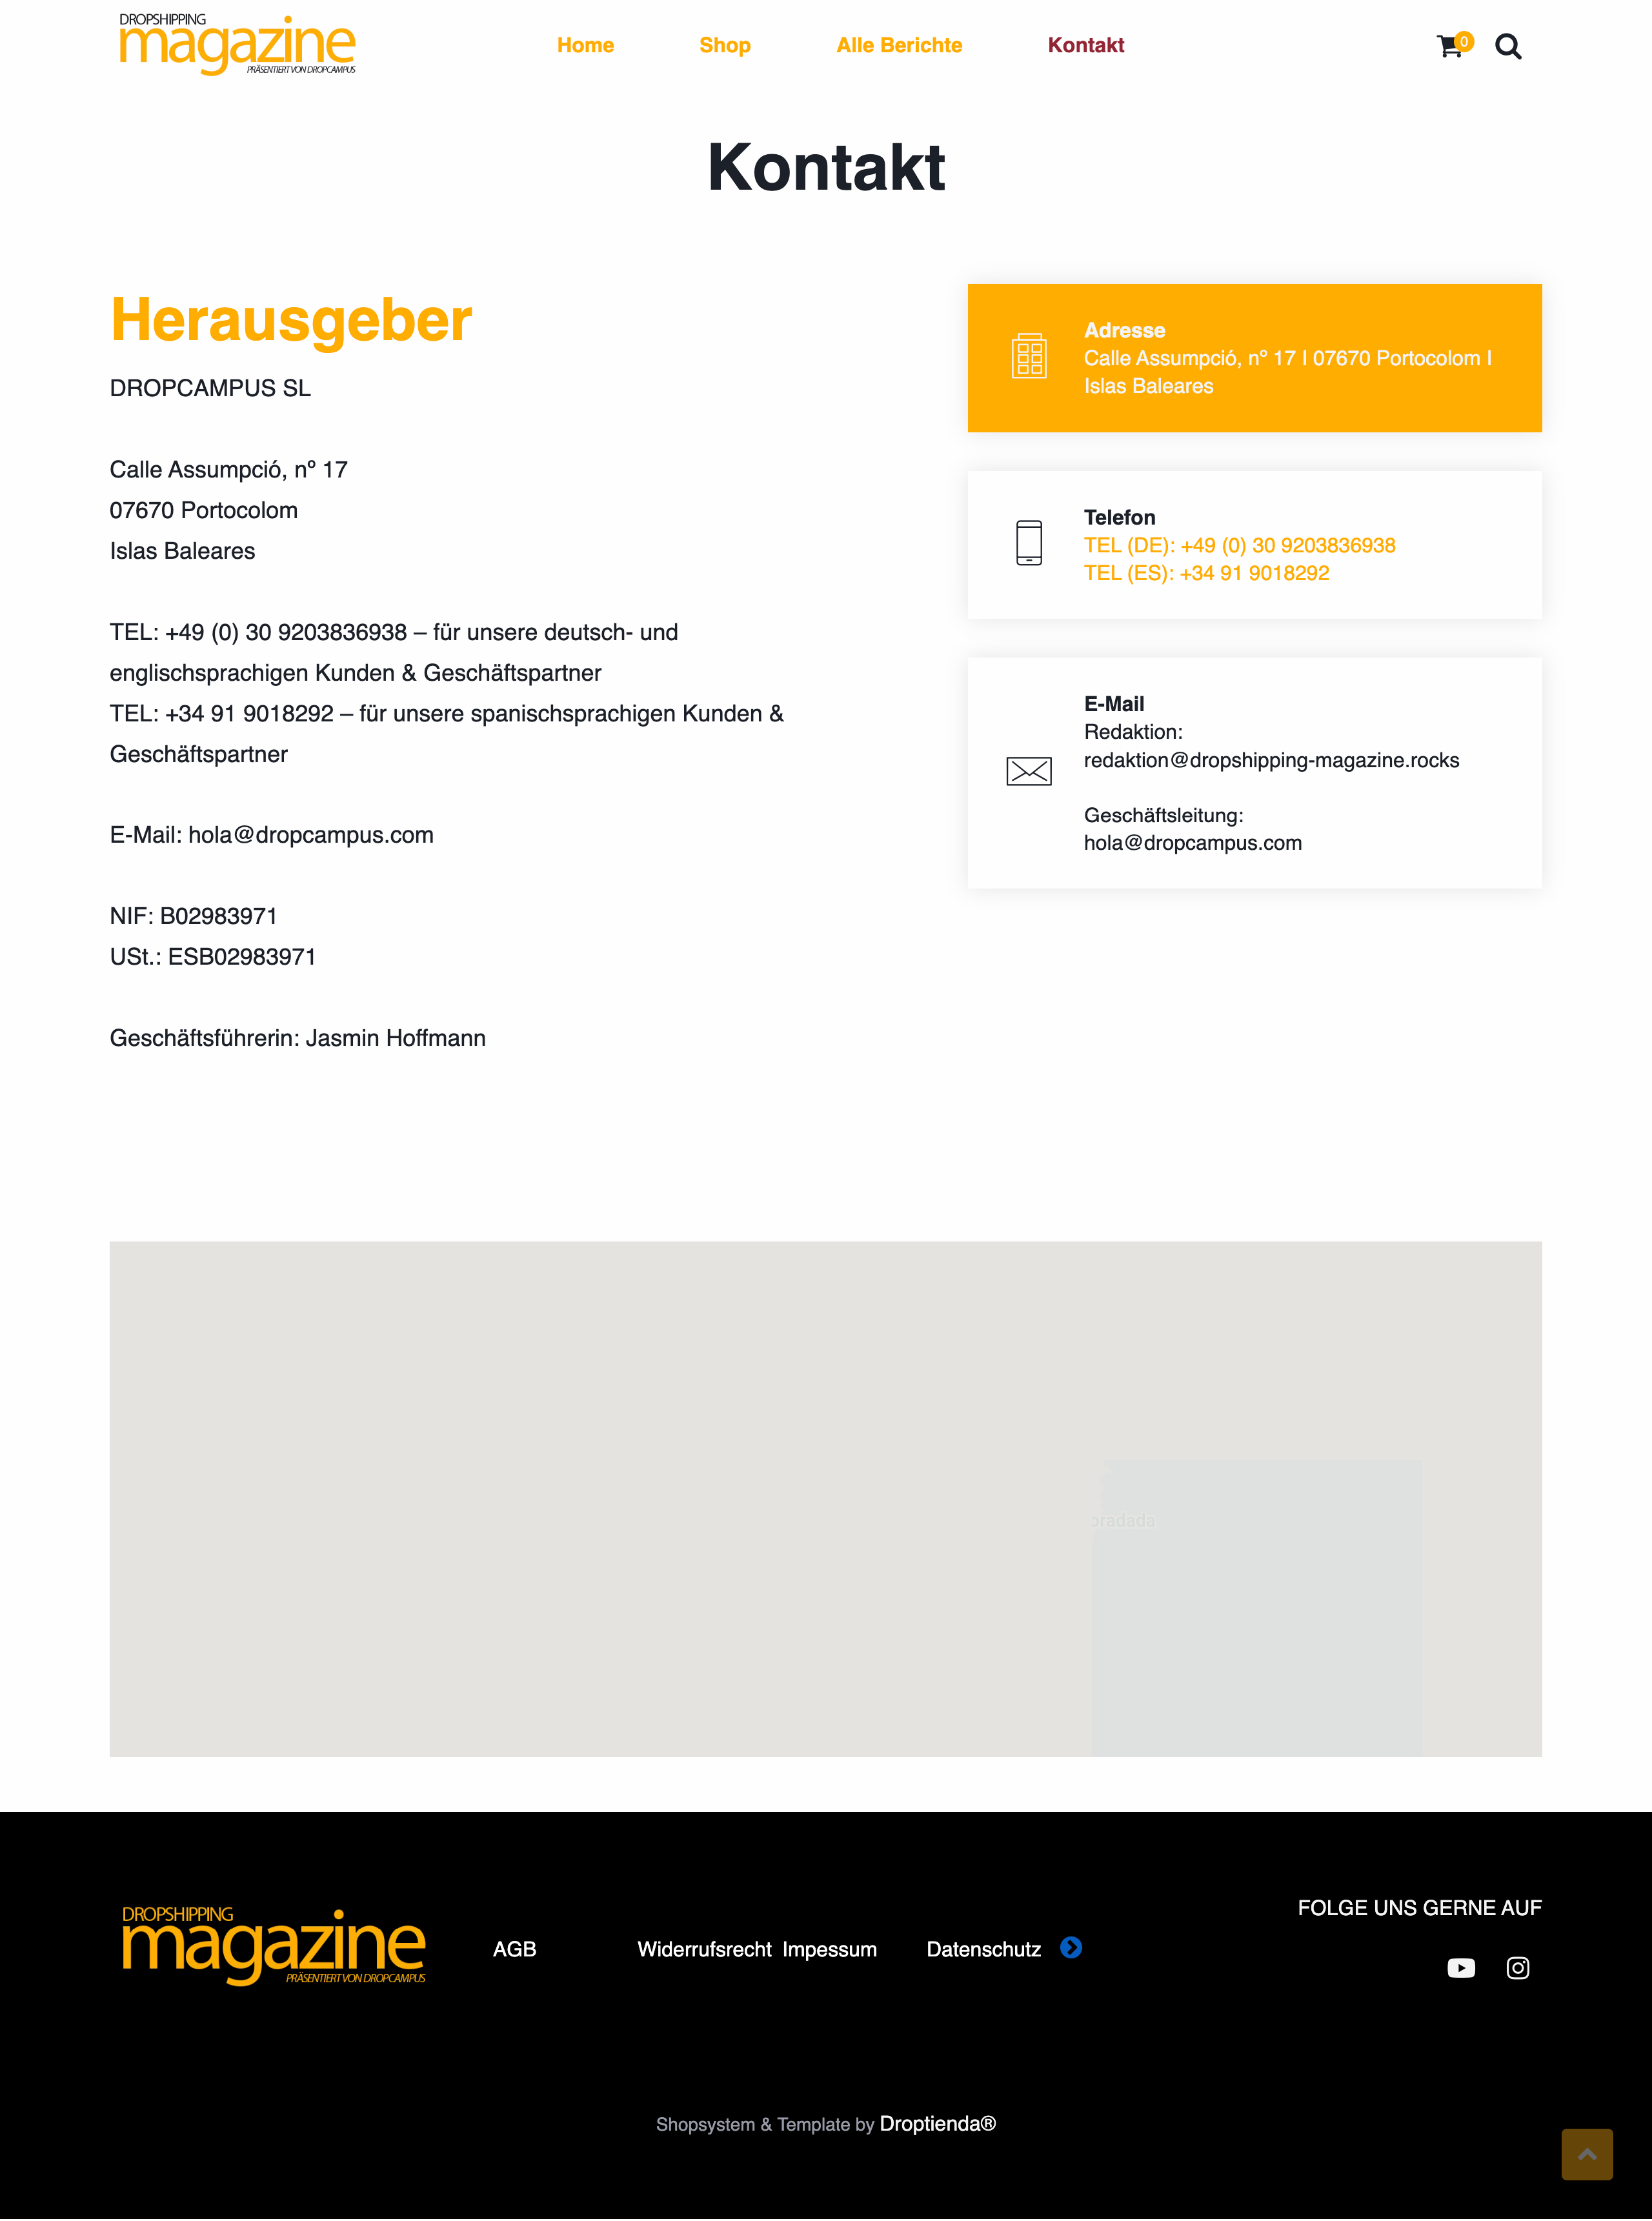 DROPSHIPPING
magazine
PRÄSENTIERT VON DROPCAMPUS
Home
Shop
Alle Berichte
Kontakt
0
Kontakt
Herausgeber
DROPCAMPUS SL
Calle Assumpció, nº 17
07670 Portocolom
Islas Baleares
TEL: +49 (0) 30 9203836938 – für unsere deutsch- und
englischsprachigen Kunden & Geschäftspartner
TEL: +34 91 9018292 – für unsere spanischsprachigen Kunden &
Geschäftspartner
E-Mail: hola@dropcampus.com
NIF: B02983971
USt.: ESB02983971
Geschäftsführerin: Jasmin Hoffmann
Adresse
Calle Assumpció, nº 17 I 07670 Portocolom I
Islas Baleares
Telefon
TEL (DE): +49 (0) 30 9203836938
TEL (ES): +34 91 9018292
E-Mail
Redaktion:
redaktion@dropshipping-magazine.rocks
Geschäftsleitung:
hola@dropcampus.com
oradada
DROPSHIPPING
magazine
PRÄSENTIERT VON DROPCAMPUS
AGB
Widerrufsrecht
Impessum
Datenschutz
FOLGE UNS GERNE AUF
Shopsystem & Template by Droptienda®